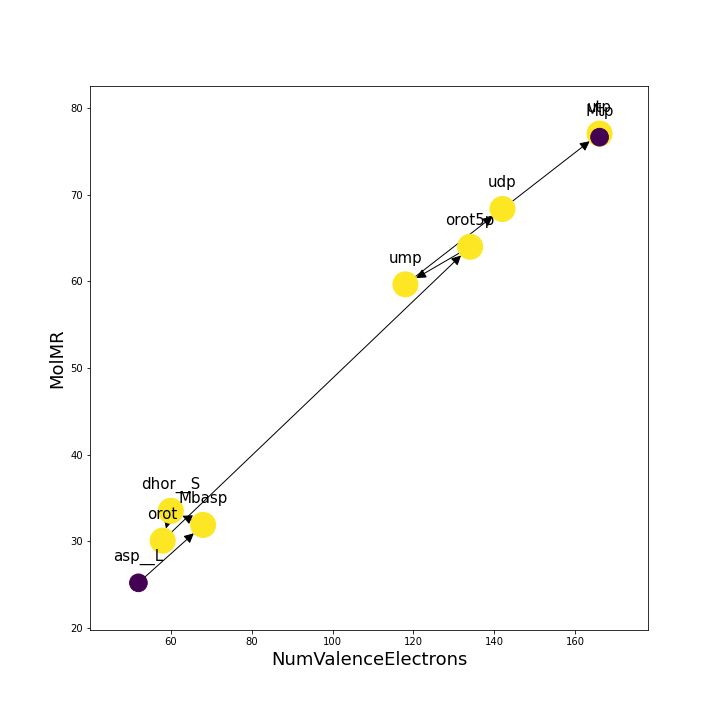 80
70
60
50
40
30
20
MolMR
utp
udp
orot5p
ump
dhor__S
Mbasp
orot
asp__L
60
80
100
120
140
160
NumValenceElectrons